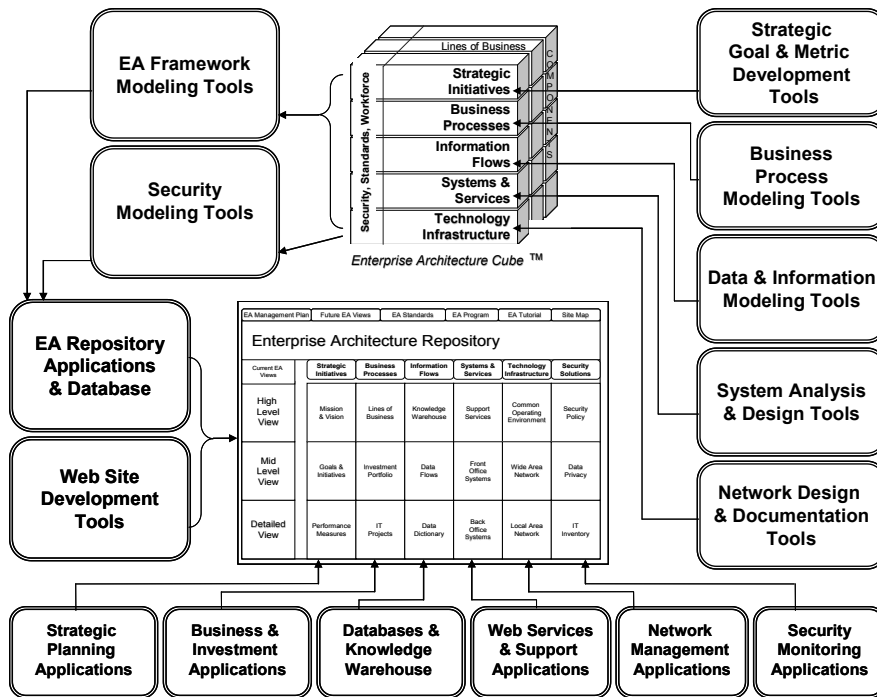 EA Framework
Modeling Tools
Security
Modeling Tools
Lines of Business
COMPONENTS
Security, Standards, Workforce
Strategic
Initiatives
Business
Processes
Information
Flows
Systems &
Services
Technology
Infrastructure
Enterprise Architecture Cube TM
Strategic
Goal & Metric
Development
Tools
Business
Process
Modeling Tools
Data & Information
Modeling Tools
System Analysis
& Design Tools
Network Design
& Documentation
Tools
EA Repository
Applications
& Database
Web Site
Development
Tools
EA Management Plan
Future EA Views
EA Standards
EA Program
EA Tutorial
Site Map
Enterprise Architecture Repository
Current EA
Views
Strategic
Initiatives
Business
Processes
Information
Flows
Systems &
Services
Technology
Infrastructure
Security
Solutions
High
Level
View
Mission
& Vision
Lines of
Business
Knowledge
Warehouse
Support
Services
Common
Operating
Environment
Security
Policy
Mid
Level
View
Goals &
Initiatives
Investment
Portfolio
Data
Flows
Front
Office
Systems
Wide Area
Network
Data
Privacy
Detailed
View
Performance
Measures
IT
Projects
Data
Dictionary
Back
Office
Systems
Local Area
Network
IT
Inventory
Strategic
Planning
Applications
Business &
Investment
Applications
Databases &
Knowledge
Warehouse
Web Services
& Support
Applications
Network
Management
Applications
Security
Monitoring
Applications